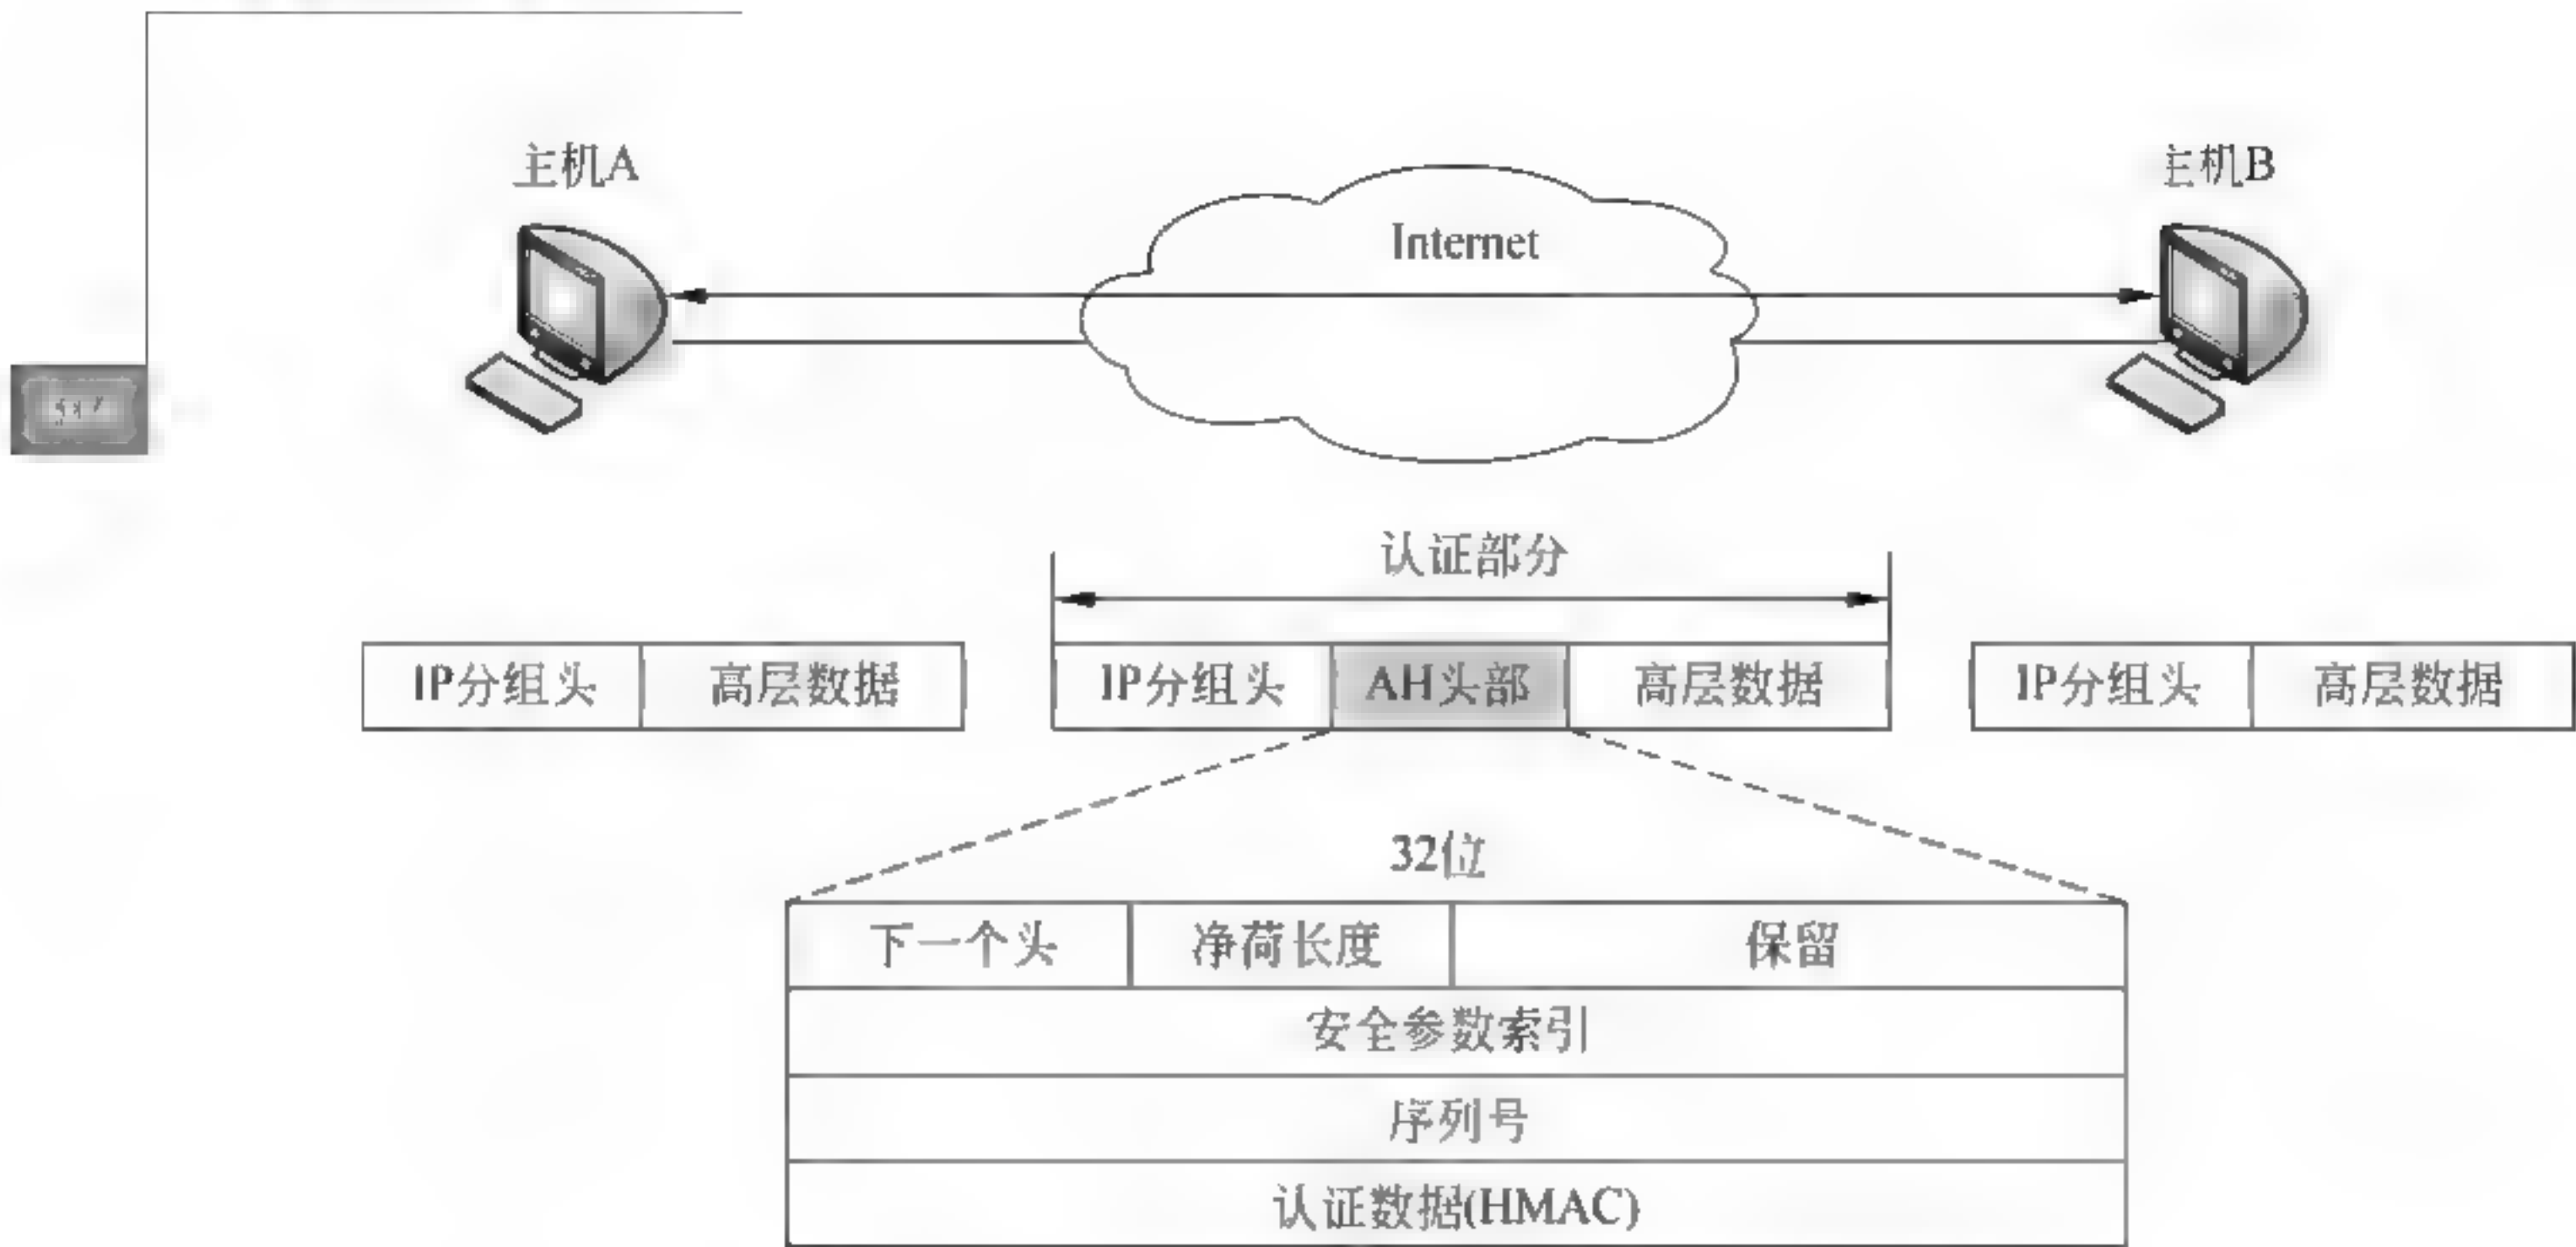 主机A
主机B
Internet
认证部分
IP分组头 高层数据
IP分组头 AH头部 高层数据
IP分组头 高层数据
32位
下一个头 净荷长度 保留
安全参数索引
序列号
认证数据(HMAC)